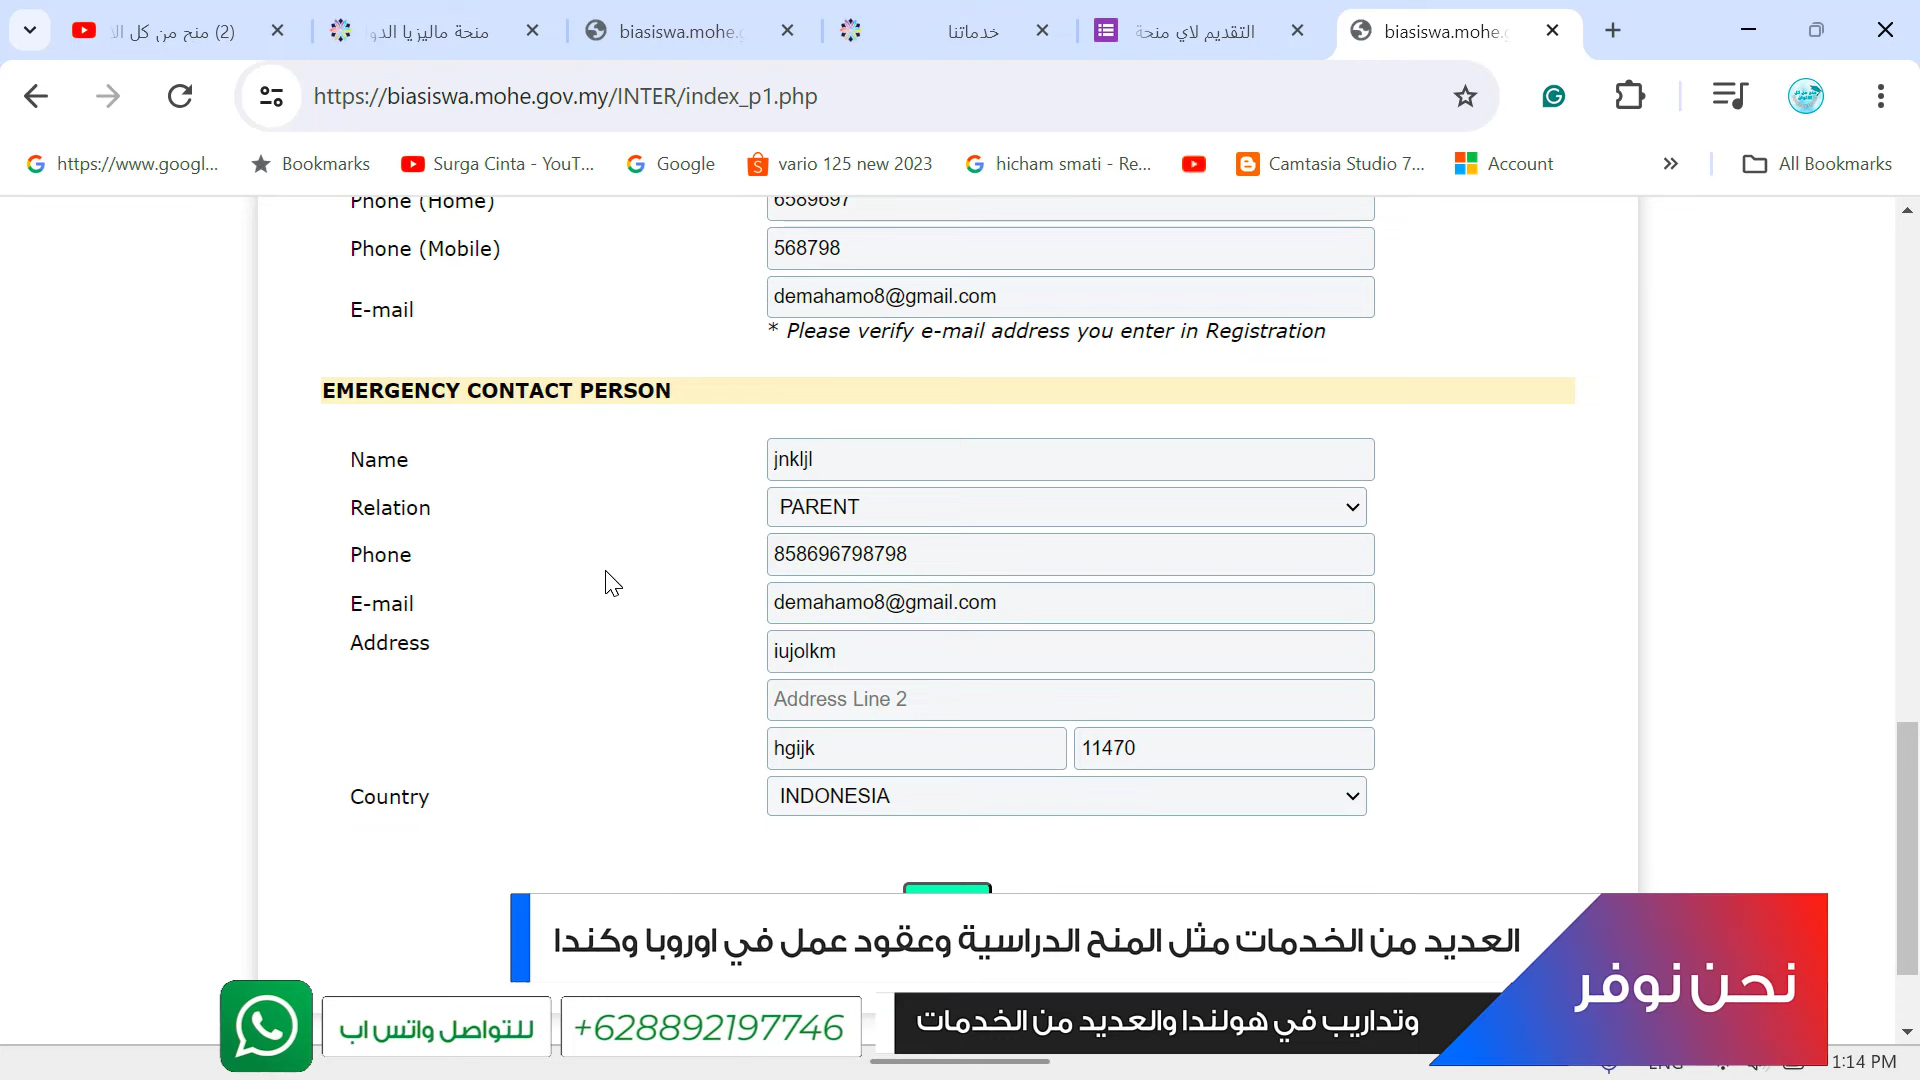 (2) منح من كل الا
منحة ماليزيا الدو
biasiswa.mohe.g
خدماتنا
التقديم لاي منحة
biasiswa.mohe.g
https://biasiswa.mohe.gov.my/INTER/index_p1.php
https://www.googl...
Bookmarks
Surga Cinta - YouT...
Google
vario 125 new 2023
hicham smati - Re...
Camtasia Studio 7...
Account
All Bookmarks
Phone (Home) 6589697
Phone (Mobile) 568798
E-mail demahamo8@gmail.com
* Please verify e-mail address you enter in Registration
EMERGENCY CONTACT PERSON
Name jnkljl
Relation PARENT
Phone 858696798798
E-mail demahamo8@gmail.com
Address iujolkm
Address Line 2
hgijk 11470
Country INDONESIA
العديد من الخدمات مثل المنح الدراسية وعقود عمل في اوروبا وكندا
نحن نوفر
وتداريب في هولندا والعديد من الخدمات
للتواصل واتس اب
+628892197746
ENG
1:14 PM